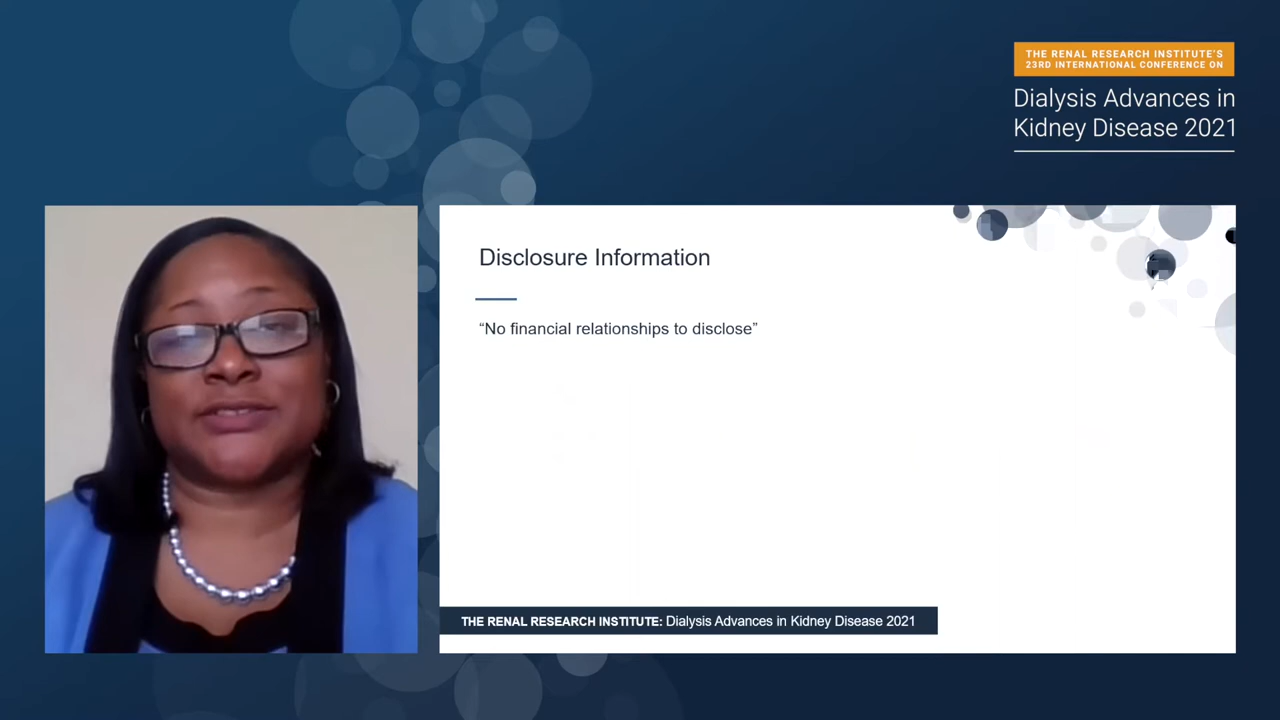 THE RENAL RESEARCH INSTITUTE'S
23RD INTERNATIONAL CONFERENCE ON
Dialysis Advances in
Kidney Disease 2021
Disclosure Information
“No financial relationships to disclose”
THE RENAL RESEARCH INSTITUTE: Dialysis Advances in Kidney Disease 2021